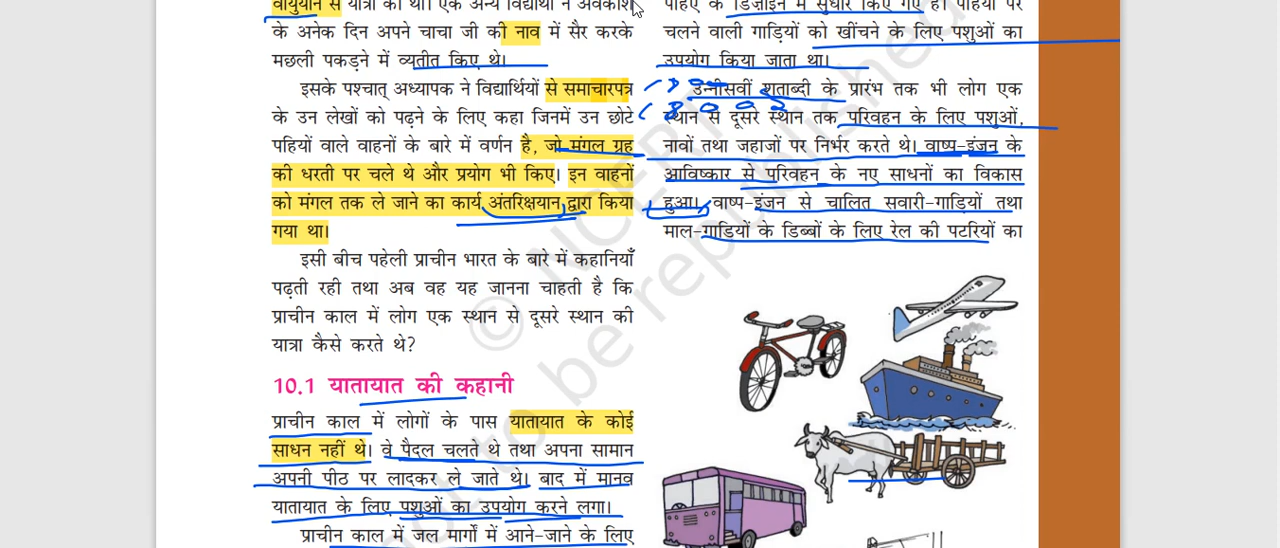 वायुयान से यात्रा की थी। एक अन्य विद्यार्थी ने अवकाश
के अनेक दिन अपने चाचा जी की नाव में सैर करके
मछली पकड़ने में व्यतीत किए थे।
इसके पश्चात् अध्यापक ने विद्यार्थियों से समाचारपत्र
के उन लेखों को पढ़ने के लिए कहा जिनमें उन छोटे
पहियों वाले वाहनों के बारे में वर्णन है, जो मंगल ग्रह
की धरती पर चले थे और प्रयोग भी किए। इन वाहनों
को मंगल तक ले जाने का कार्य अंतरिक्षयान द्वारा किया
गया था।
इसी बीच पहेली प्राचीन भारत के बारे में कहानियाँ
पढ़ती रही तथा अब वह यह जानना चाहती है कि
प्राचीन काल में लोग एक स्थान से दूसरे स्थान की
यात्रा कैसे करते थे?
10.1 यातायात की कहानी
प्राचीन काल में लोगों के पास यातायात के कोई
साधन नहीं थे। वे पैदल चलते थे तथा अपना सामान
अपनी पीठ पर लादकर ले जाते थे। बाद में मानव
यातायात के लिए पशुओं का उपयोग करने लगा।
प्राचीन काल में जल मार्गों में आने-जाने के लिए
पहिए के डिज़ाइन में सुधार किए गए हैं। पहियों पर
चलने वाली गाड़ियों को खींचने के लिए पशुओं का
उपयोग किया जाता था।
उन्नीसवीं शताब्दी के प्रारंभ तक भी लोग एक
स्थान से दूसरे स्थान तक परिवहन के लिए पशुओं,
नावों तथा जहाजों पर निर्भर करते थे। वाष्प-इंजन के
आविष्कार से परिवहन के नए साधनों का विकास
हुआ। वाष्प-इंजन से चालित सवारी-गाड़ियों तथा
माल-गाड़ियों के डिब्बों के लिए रेल की पटरियों का
© NCERT
not to be republished